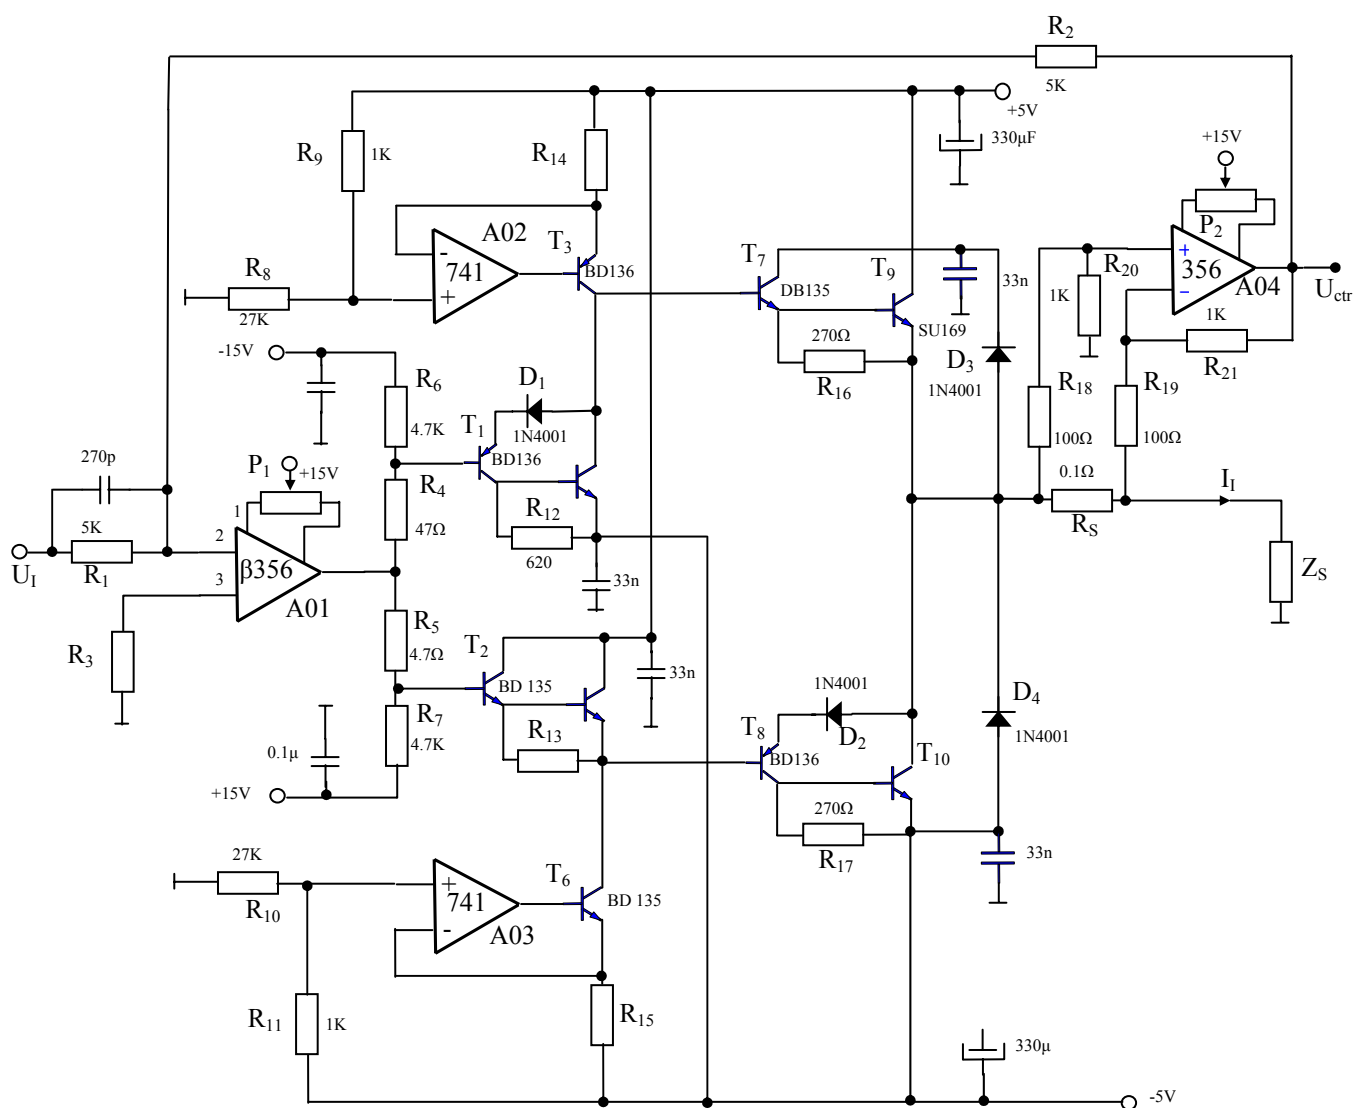 R2
5K
+5V
330µF
+15V
R9
1K
R14
A02
-
741
+
T3
BD136
R8
27K
T7
DB135
T9
SU169
33n
P2
+
356
−
A04
R20
1K
Uctr
1K
R21
-15V
R6
4.7K
D1
1N4001
270Ω
R16
D3
1N4001
R18
100Ω
R19
100Ω
T1
BD136
R4
47Ω
R12
620
0.1Ω
RS
II
ZS
270p
P1
+15V
1
5K
R1
UI
2
β356
3
A01
33n
R3
R5
4.7Ω
T2
BD 135
33n
R7
4.7K
R13
0.1µ
+15V
1N4001
D2
T8
BD136
D4
1N4001
T10
270Ω
R17
33n
27K
R10
+
741
-
A03
T6
BD 135
R11
1K
R15
330µ
-5V